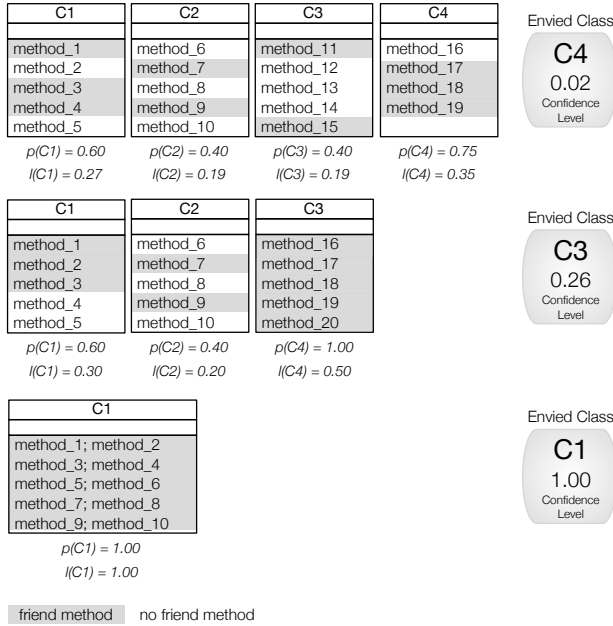 C1 C2 C3 C4
method_1 method_6 method_11 method_16
method_2 method_7 method_12 method_17
method_3 method_8 method_13 method_18
method_4 method_9 method_14 method_19
method_5 method_10 method_15
p(C1) = 0.60 p(C2) = 0.40 p(C3) = 0.40 p(C4) = 0.75
l(C1) = 0.27 l(C2) = 0.19 l(C3) = 0.19 l(C4) = 0.35
Envied Class
C4
0.02
Confidence
Level
C1 C2 C3
method_1 method_6 method_16
method_2 method_7 method_17
method_3 method_8 method_18
method_4 method_9 method_19
method_5 method_10 method_20
p(C1) = 0.60 p(C2) = 0.40 p(C4) = 1.00
l(C1) = 0.30 l(C2) = 0.20 l(C4) = 0.50
Envied Class
C3
0.26
Confidence
Level
C1
method_1; method_2
method_3; method_4
method_5; method_6
method_7; method_8
method_9; method_10
p(C1) = 1.00
l(C1) = 1.00
Envied Class
C1
1.00
Confidence
Level
friend method no friend method